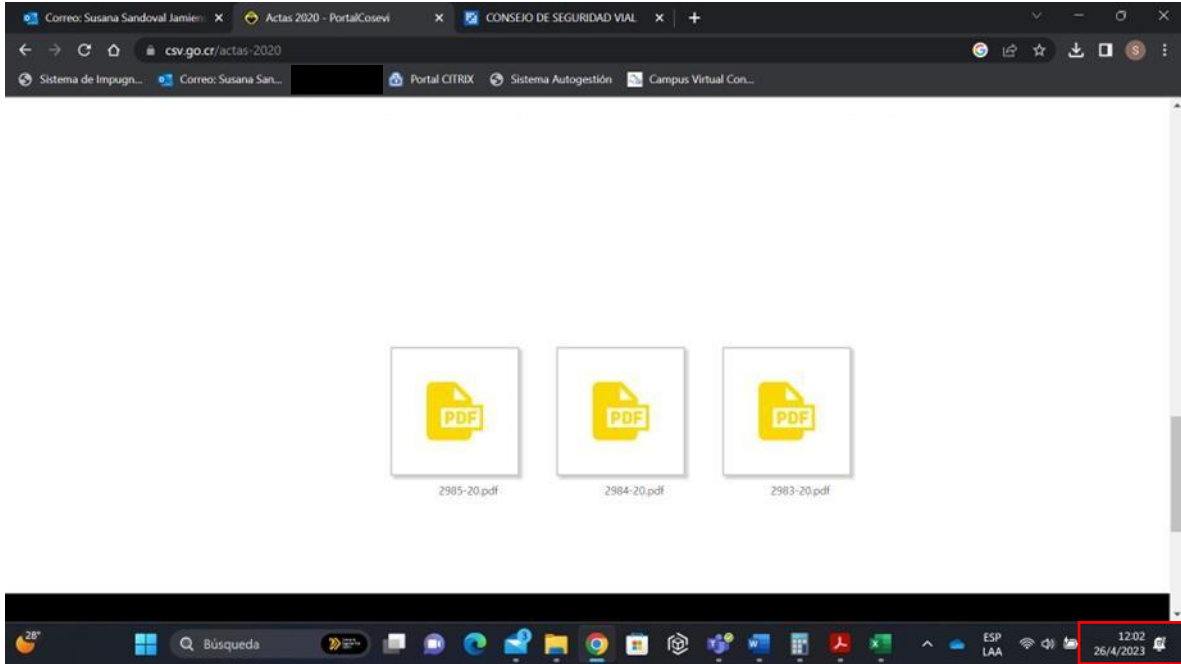 Correo: Susana Sandoval Jamien
Actas 2020 - PortalCosevi
CONSEJO DE SEGURIDAD VIAL
csv.go.cr/actas-2020
S
Sistema de Impugn...
Correo: Susana San...
Portal CITRIX
Sistema Autogestión
Campus Virtual Con...
PDF
PDF
PDF
2985-20.pdf
2984-20.pdf
2983-20.pdf
28°
Búsqueda
ESP
LAA
12:02
26/4/2023